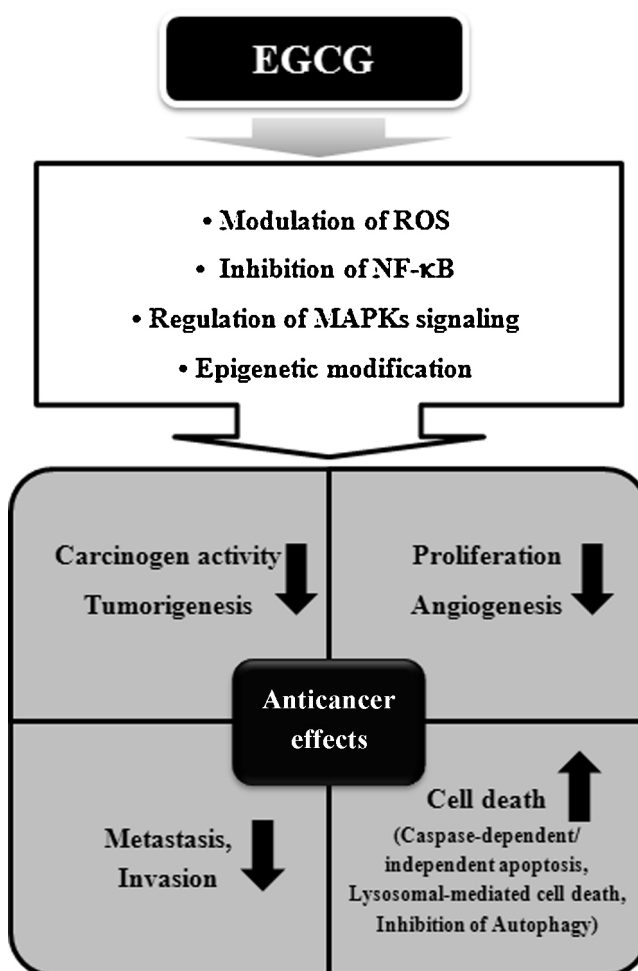 EGCG
• Modulation of ROS
• Inhibition of NF-κB
• Regulation of MAPKs signaling
• Epigenetic modification
Carcinogen activity
Tumorigenesis
Proliferation
Angiogenesis
Anticancer
effects
Metastasis,
Invasion
Cell death
(Caspase-dependent/
independent apoptosis,
Lysosomal-mediated cell death,
Inhibition of Autophagy)